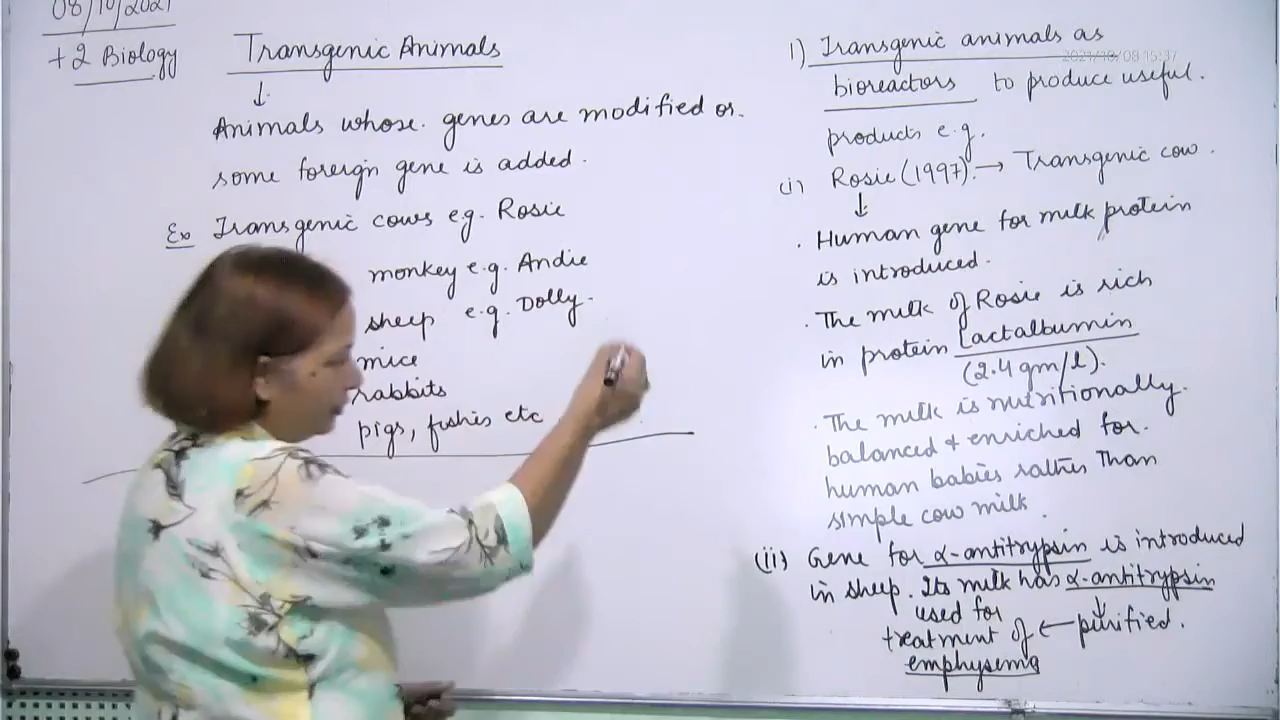 08/10/2021
+2 Biology
Transgenic Animals
↓
Animals whose genes are modified or
some foreign gene is added.
Ex Transgenic cows e.g. Rosie
monkey e.g. Andie
sheep e.g. Dolly.
mice
rabbits
pigs, fishes etc
1) Transgenic animals as
2021/10/08 15:37
bioreactors to produce useful.
products e.g.
(i) Rosie (1997). → Transgenic cow.
↓
. Human gene for milk protein
is introduced.
. The milk of Rosie is rich
in protein Lactalbumin
(2.4 gm/l).
. The milk is nutritionally.
balanced & enriched for.
human babies rather Than
simple cow milk.
(ii) Gene for α-antitrypsin is introduced
in sheep. Its milk has α-antitrypsin
↓
used for
treatment of ← purified.
emphysema